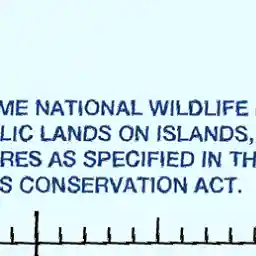 ME NATIONAL WILDLIFE
LIC LANDS ON ISLANDS,
RES AS SPECIFIED IN TH
S CONSERVATION ACT.